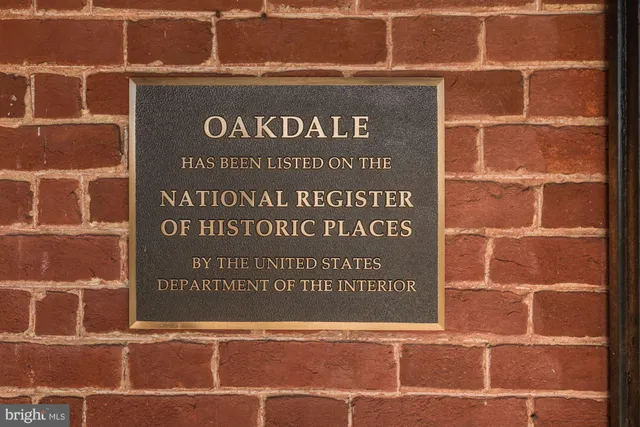 OAKDALE
HAS BEEN LISTED ON THE
NATIONAL REGISTER
OF HISTORIC PLACES
BY THE UNITED STATES
DEPARTMENT OF THE INTERIOR
bright MLS